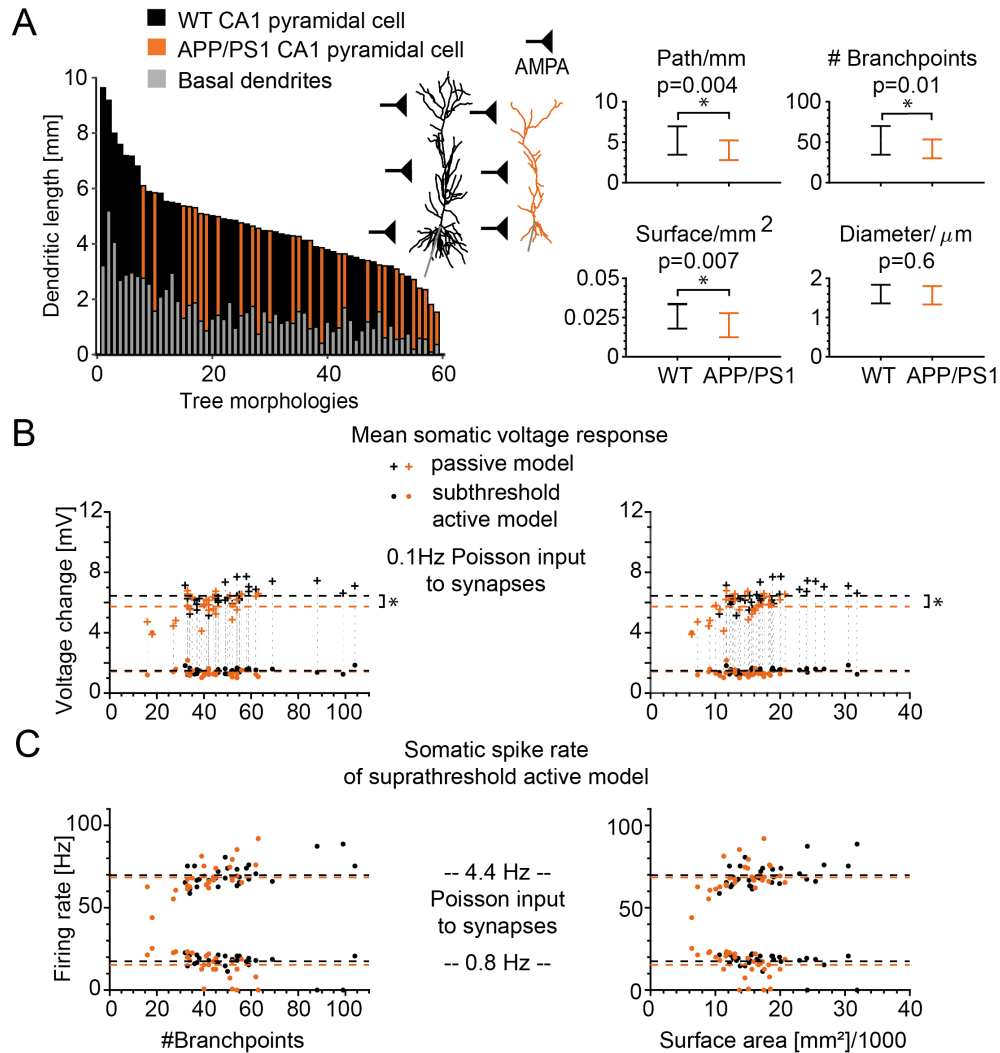 A
WT CA1 pyramidal cell
APP/PS1 CA1 pyramidal cell
Basal dendrites
AMPA
Dendritic length [mm]
10
8
6
4
2
0
0 20 40 60
Tree morphologies
Path/mm
p=0.004
*
10
5
0
# Branchpoints
p=0.01
*
100
50
0
Surface/mm 2
p=0.007
*
0.05
0.025
0
WT APP/PS1
Diameter/ μm
p=0.6
2
1
0
WT APP/PS1
B
Mean somatic voltage response
passive model
subthreshold
active model
0.1Hz Poisson input
to synapses
Voltage change [mV]
12
8
4
0
*
0 20 40 60 80 100
12
8
4
0
*
0 10 20 30 40
C
Somatic spike rate
of suprathreshold active model
Firing rate [Hz]
100
50
0
0 20 40 60 80 100
#Branchpoints
-- 4.4 Hz --
Poisson input
to synapses
-- 0.8 Hz --
100
50
0
0 10 20 30 40
Surface area [mm²]/1000